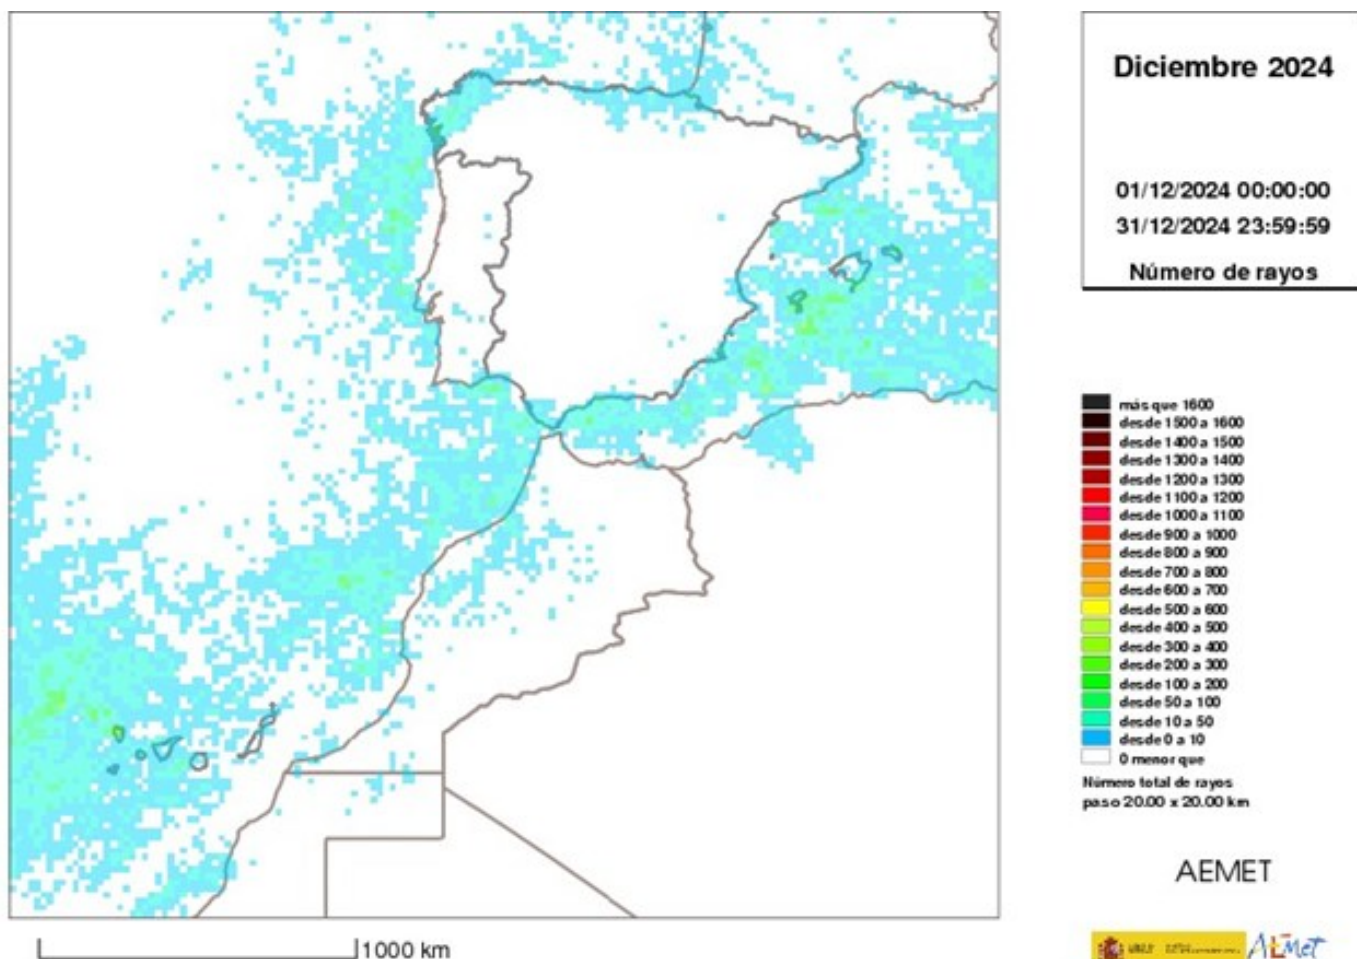 Diciembre 2024
01/12/2024 00:00:00
31/12/2024 23:59:59
Número de rayos
más que 1600
desde 1500 a 1600
desde 1400 a 1500
desde 1300 a 1400
desde 1200 a 1300
desde 1100 a 1200
desde 1000 a 1100
desde 900 a 1000
desde 800 a 900
desde 700 a 800
desde 600 a 700
desde 500 a 600
desde 400 a 500
desde 300 a 400
desde 200 a 300
desde 100 a 200
desde 50 a 100
desde 10 a 50
desde 0 a 10
0 menor que
Número total de rayos
paso 20.00 x 20.00 km
AEMET
1000 km
AEMet